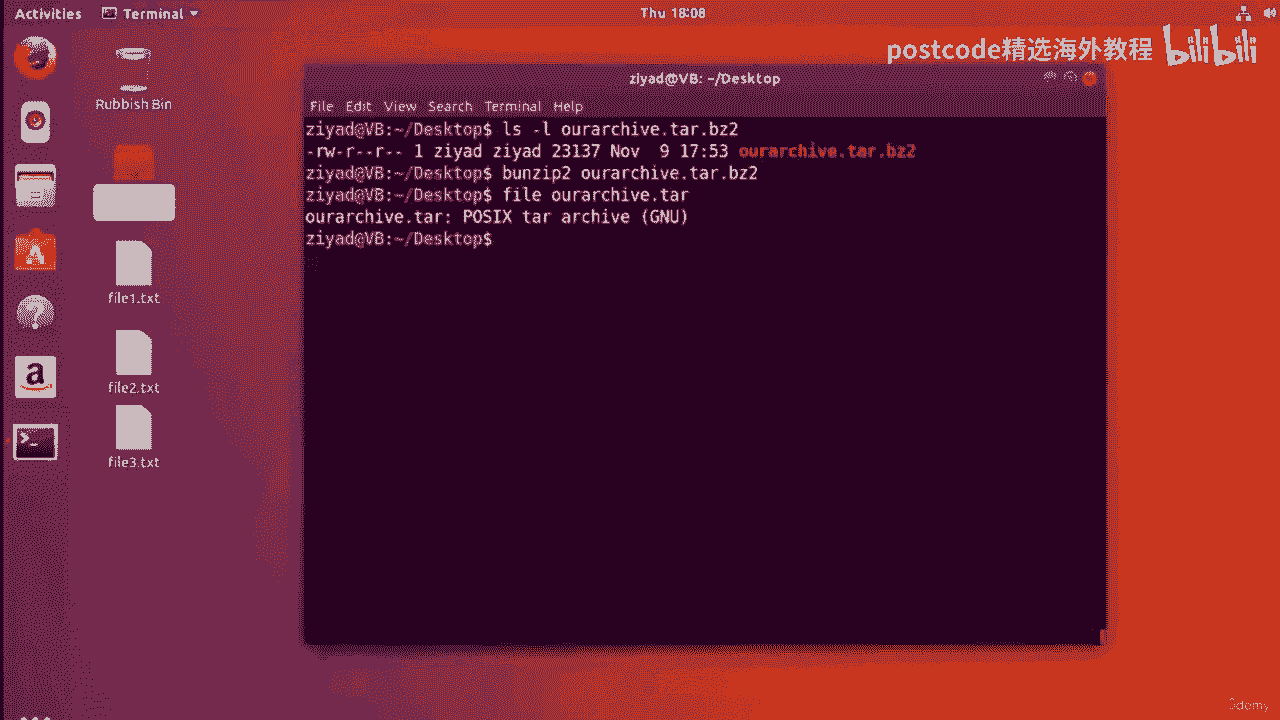 Activities Terminal Thu 18:08
postcode精选海外教程 bilibili
Rubbish Bin
file1.txt
file2.txt
file3.txt
ziyad@VB: ~/Desktop
File Edit View Search Terminal Help
ziyad@VB:~/Desktop$ ls -l ourarchive.tar.bz2
-rw-r--r-- 1 ziyad ziyad 23137 Nov  9 17:53 ourarchive.tar.bz2
ziyad@VB:~/Desktop$ bunzip2 ourarchive.tar.bz2
ziyad@VB:~/Desktop$ file ourarchive.tar
ourarchive.tar: POSIX tar archive (GNU)
ziyad@VB:~/Desktop$
Udemy